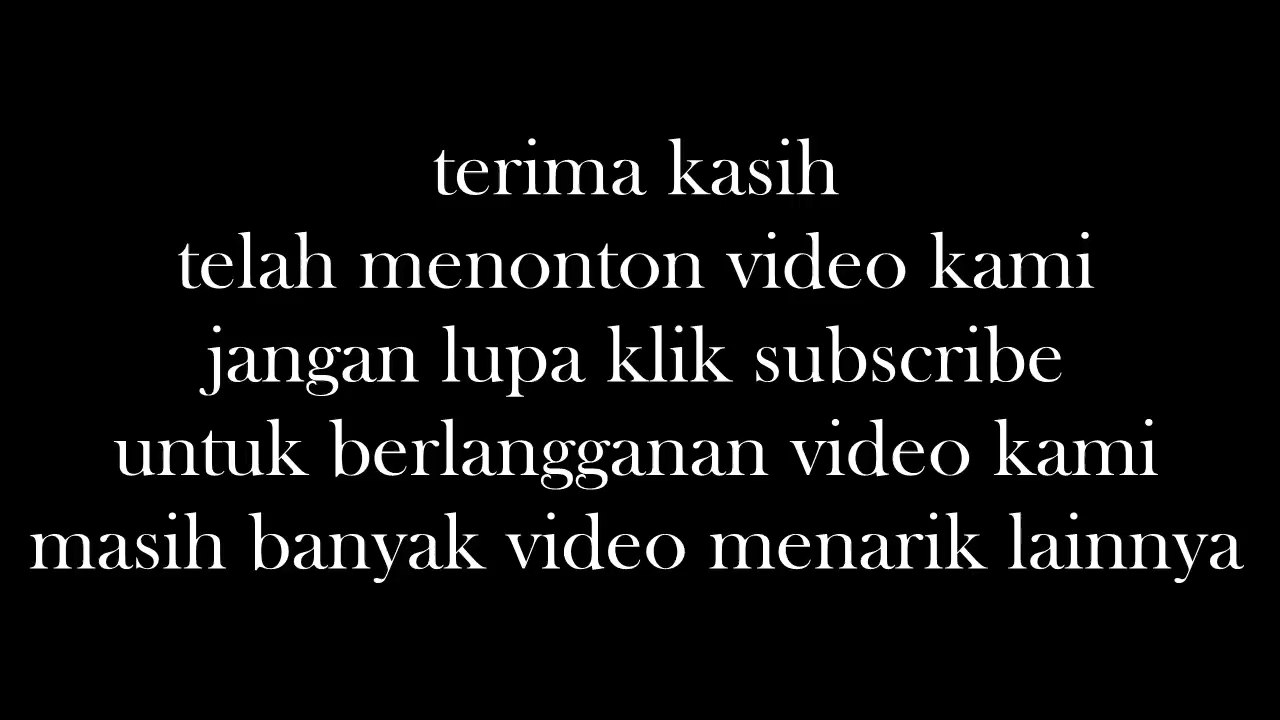 terima kasih
telah menonton video kami
jangan lupa klik subscribe
untuk berlangganan video kami
masih banyak video menarik lainnya